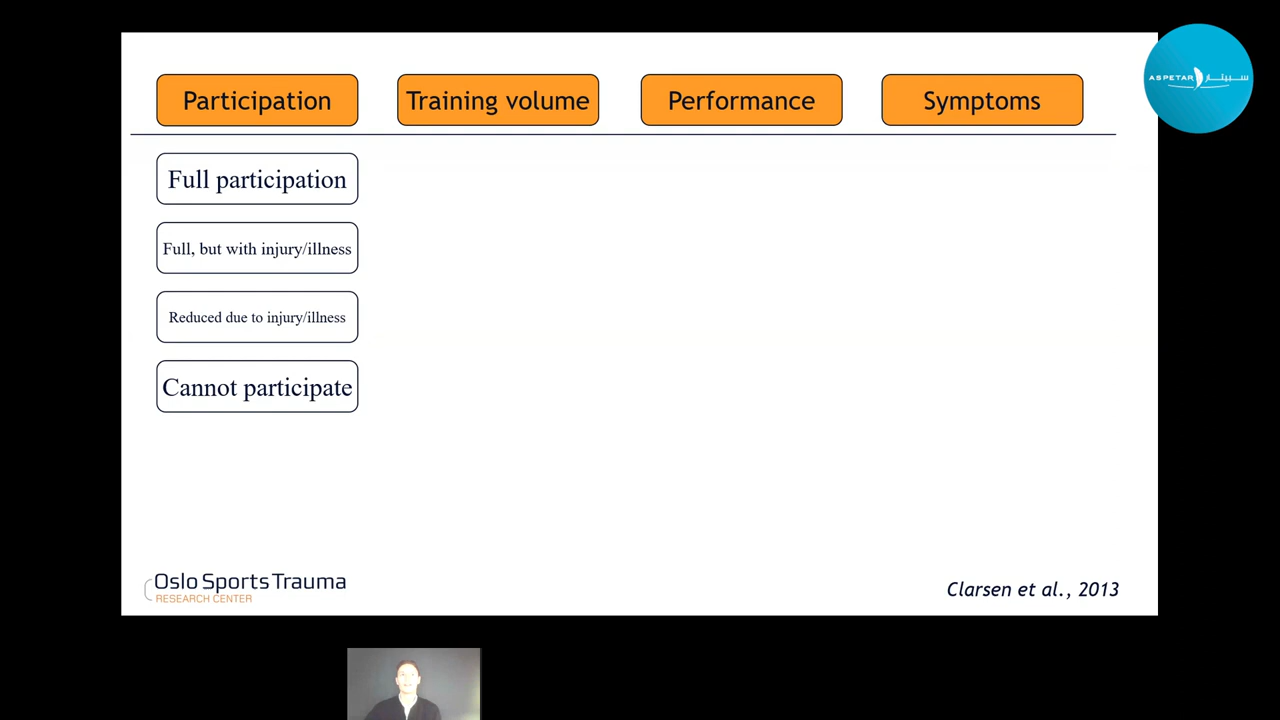 Participation
Training volume
Performance
Symptoms
Full participation
Full, but with injury/illness
Reduced due to injury/illness
Cannot participate
Oslo Sports Trauma
RESEARCH CENTER
Clarsen et al., 2013
ASPETAR سبيتار